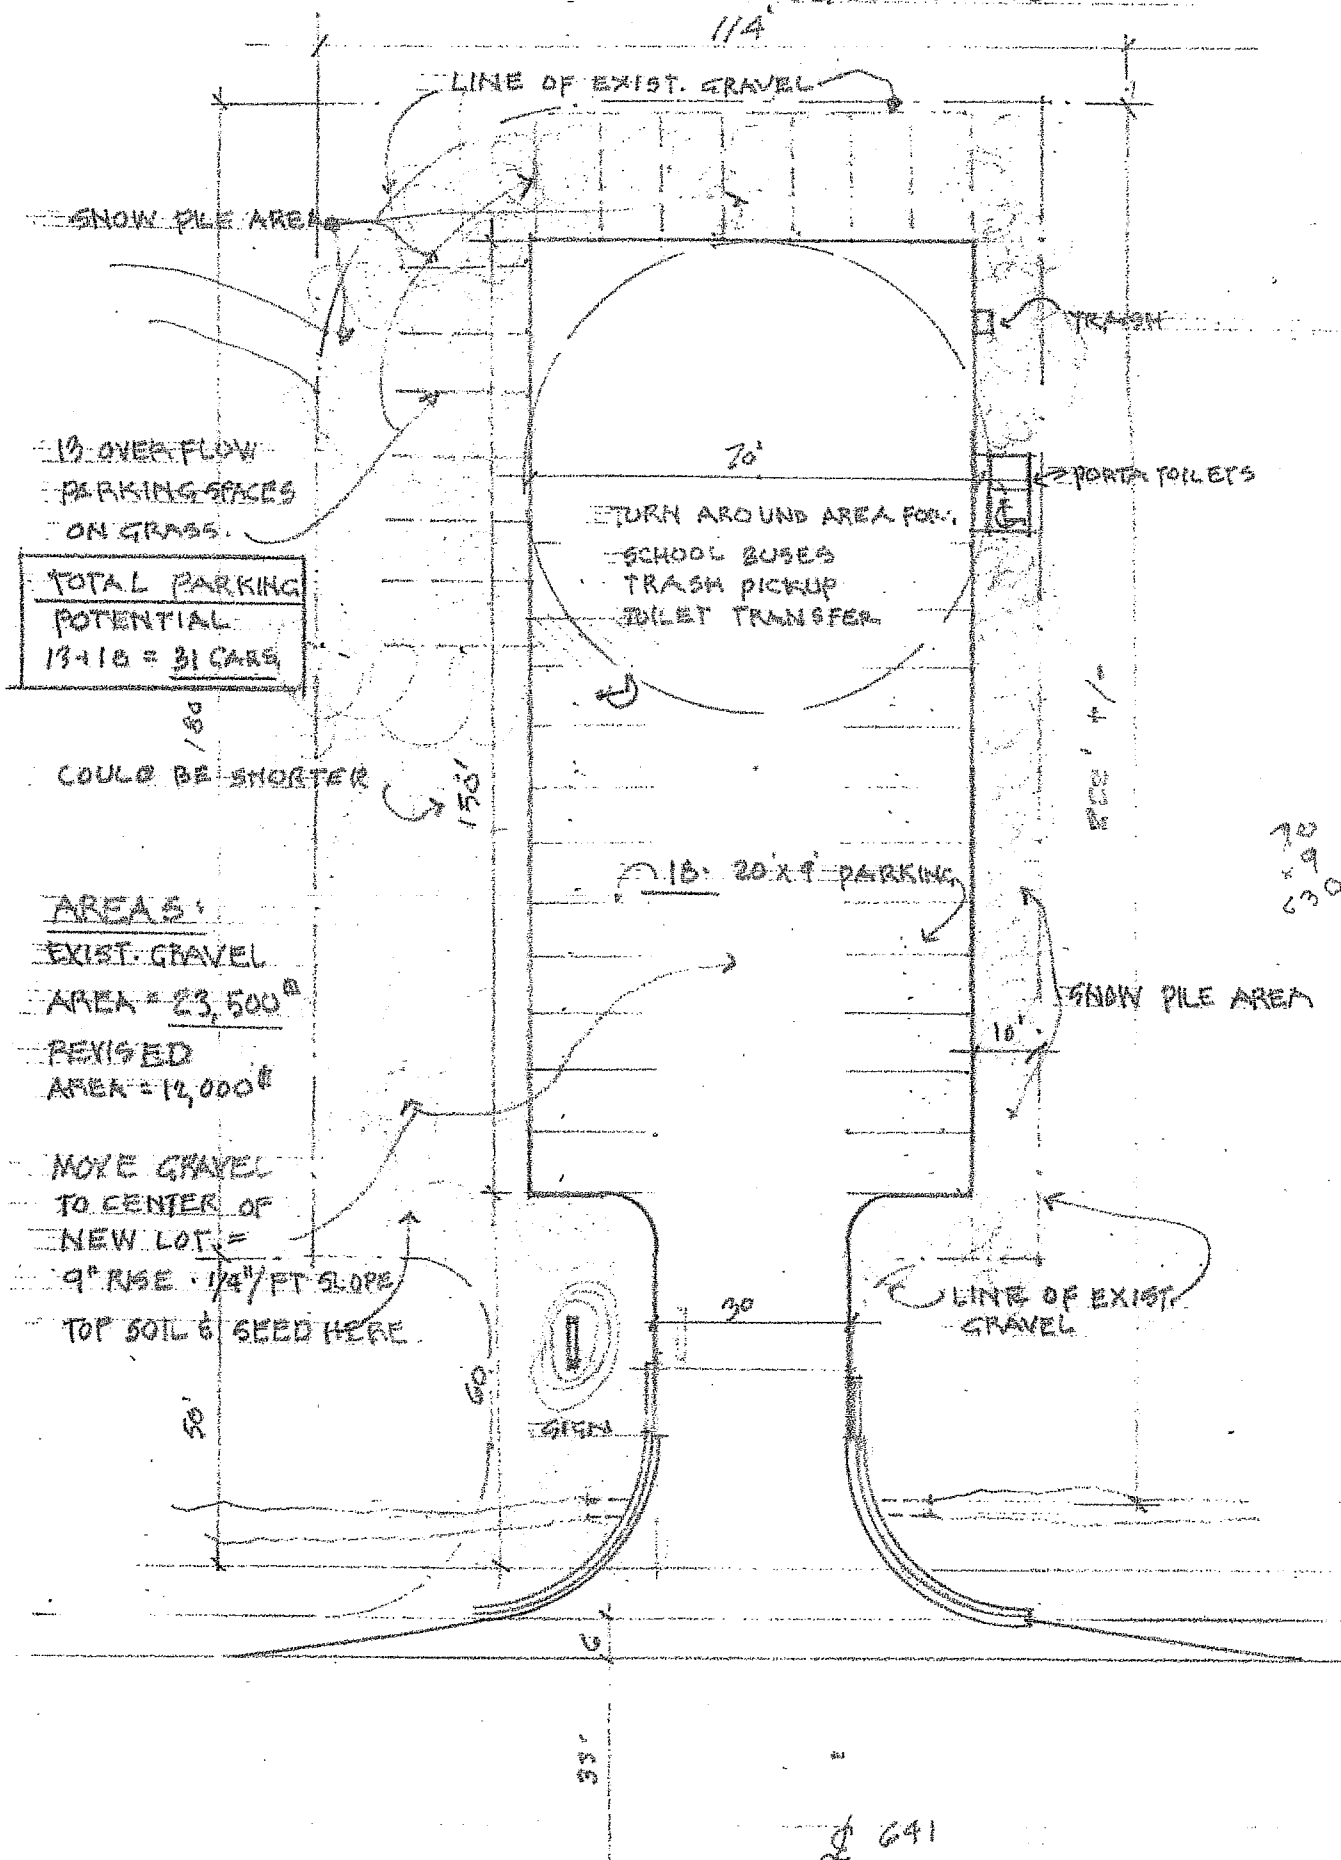 114'
LINE OF EXIST. GRAVEL
SNOW PILE AREA
TRASH
13 OVERFLOW
PARKING SPACES
ON GRASS.
70'
PORTA TOILETS
TURN AROUND AREA FOR:
SCHOOL BUSES
TRASH PICKUP
TOILET TRANSFER
TOTAL PARKING
POTENTIAL
13+18 = 31 CARS
180
+/-
COULD BE SHORTER
150'
70
x 9
630
18- 20'x9' PARKING
AREAS:
EXIST. GRAVEL
AREA = 23,500
REVISED
AREA = 12,000
SNOW PILE AREA
10'
MOVE GRAVEL
TO CENTER OF
NEW LOT =
9" RISE · 1/4"/FT SLOPE
TOP SOIL & SEED HERE
30
LINE OF EXIST.
GRAVEL
60
50'
SIGN
6
33'
641